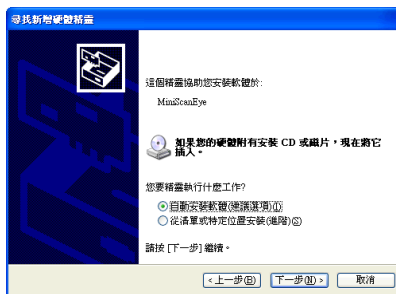 尋找新增硬體精靈
這個精靈協助您安裝軟體於:
MiniScanEye
如果您的硬體附有安裝 CD 或磁片，現在將它
插入。
您要精靈執行什麼工作?
自動安裝軟體(建議選項)(I)
從清單或特定位置安裝(進階)(S)
請按 [下一步] 繼續。
< 上一步(B) 下一步(N) > 取消